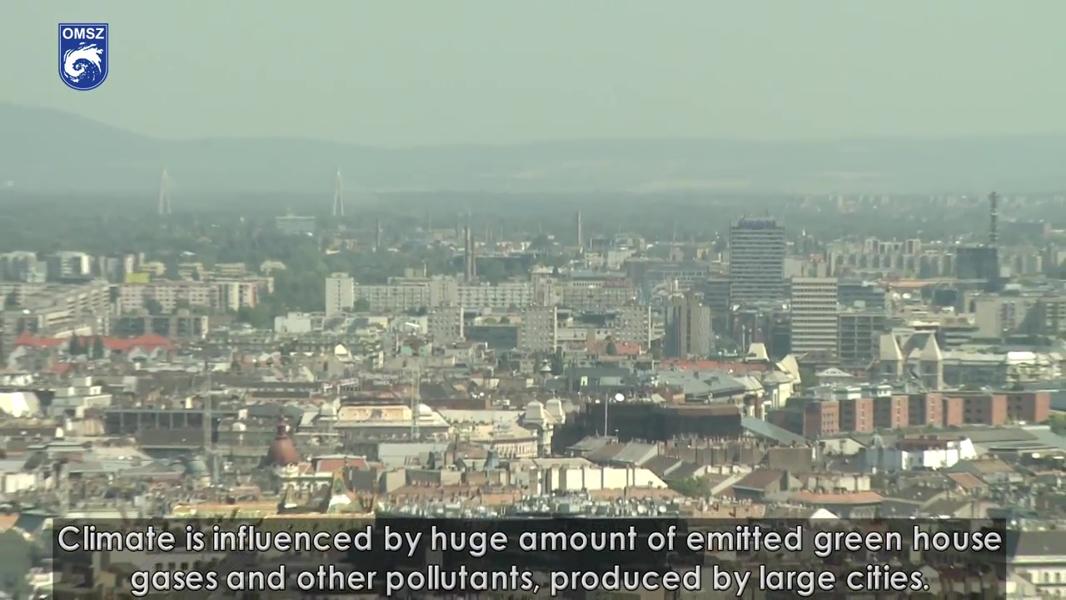 OMSZ
Climate is influenced by huge amount of emitted green house
gases and other pollutants, produced by large cities.